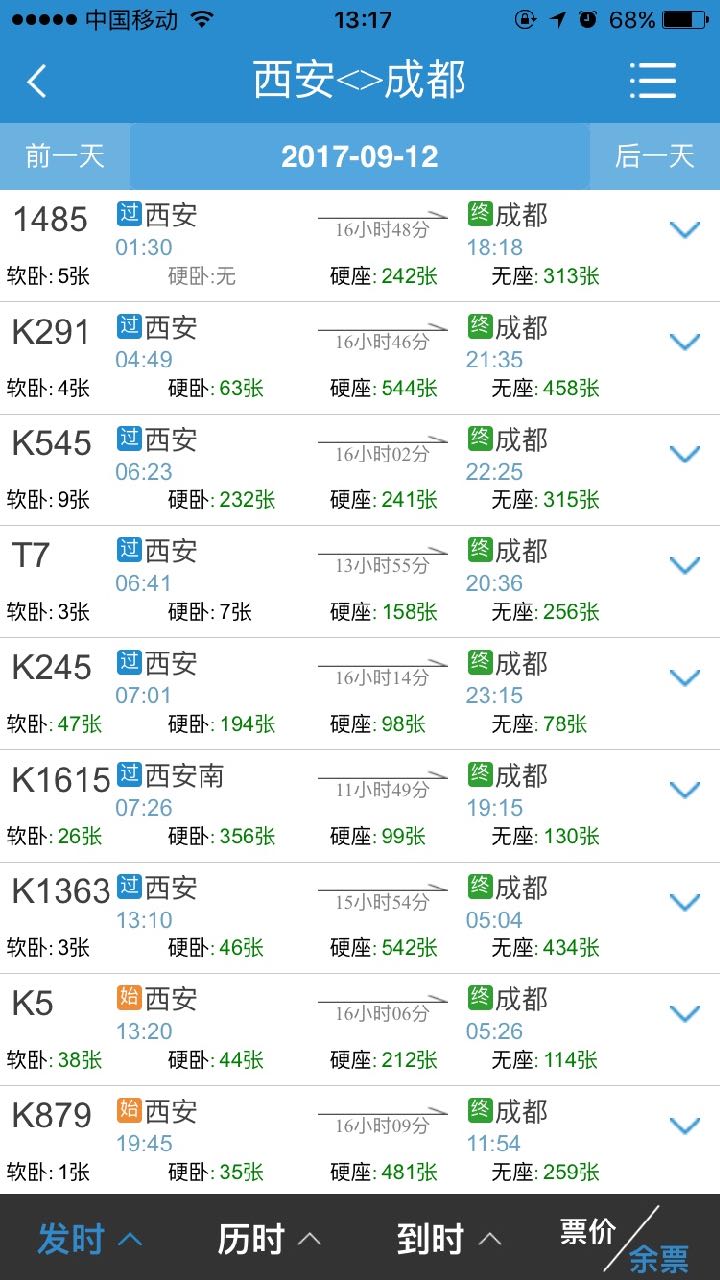 中国移动 13:17 68%
西安<>成都
前一天 2017-09-12 后一天
1485 过 西安 16小时48分 终 成都
01:30 18:18
软卧: 5张 硬卧:无 硬座: 242张 无座: 313张
K291 过 西安 16小时46分 终 成都
04:49 21:35
软卧: 4张 硬卧: 63张 硬座: 544张 无座: 458张
K545 过 西安 16小时02分 终 成都
06:23 22:25
软卧: 9张 硬卧: 232张 硬座: 241张 无座: 315张
T7 过 西安 13小时55分 终 成都
06:41 20:36
软卧: 3张 硬卧: 7张 硬座: 158张 无座: 256张
K245 过 西安 16小时14分 终 成都
07:01 23:15
软卧: 47张 硬卧: 194张 硬座: 98张 无座: 78张
K1615 过 西安南 11小时49分 终 成都
07:26 19:15
软卧: 26张 硬卧: 356张 硬座: 99张 无座: 130张
K1363 过 西安 15小时54分 终 成都
13:10 05:04
软卧: 3张 硬卧: 46张 硬座: 542张 无座: 434张
K5 始 西安 16小时06分 终 成都
13:20 05:26
软卧: 38张 硬卧: 44张 硬座: 212张 无座: 114张
K879 始 西安 16小时09分 终 成都
19:45 11:54
软卧: 1张 硬卧: 35张 硬座: 481张 无座: 259张
发时 历时 到时 票价/余票